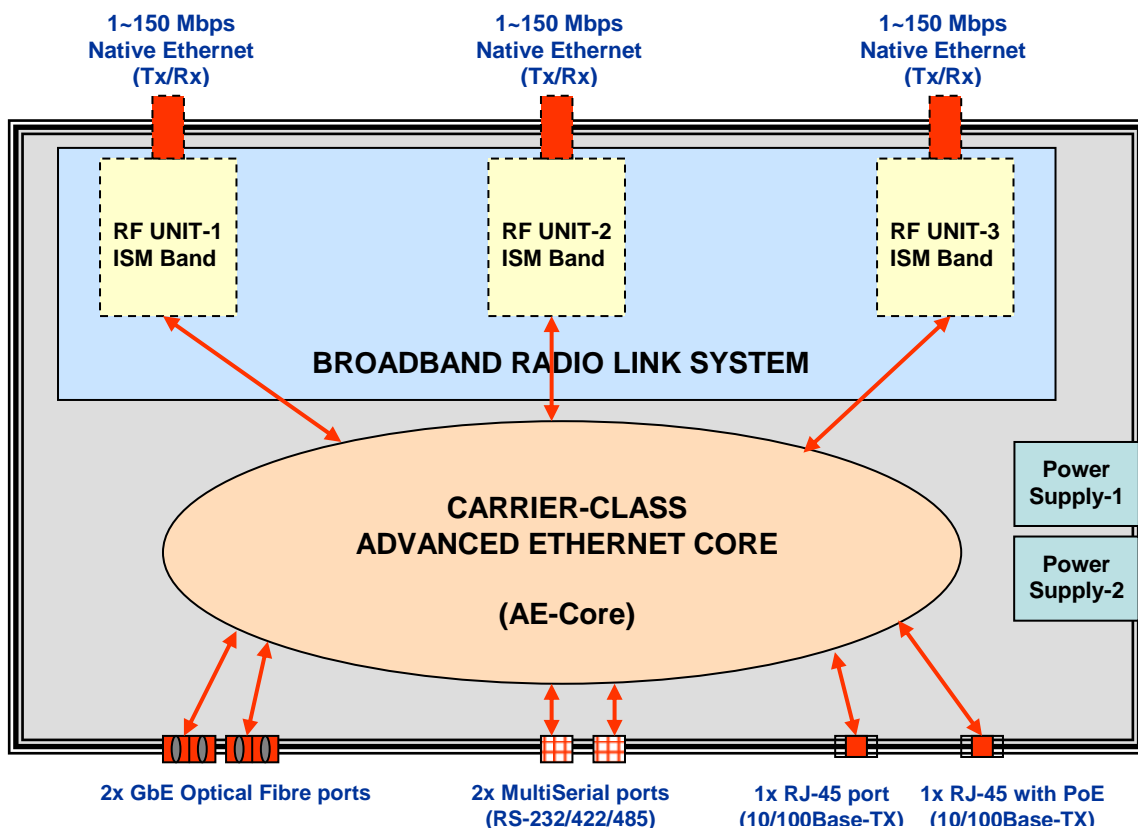 1~150 Mbps
Native Ethernet
(Tx/Rx)
1~150 Mbps
Native Ethernet
(Tx/Rx)
1~150 Mbps
Native Ethernet
(Tx/Rx)
RF UNIT-1
ISM Band
RF UNIT-2
ISM Band
RF UNIT-3
ISM Band
BROADBAND RADIO LINK SYSTEM
CARRIER-CLASS
ADVANCED ETHERNET CORE
(AE-Core)
Power
Supply-1
Power
Supply-2
2x GbE Optical Fibre ports
2x MultiSerial ports
(RS-232/422/485)
1x RJ-45 port
(10/100Base-TX)
1x RJ-45 with PoE
(10/100Base-TX)